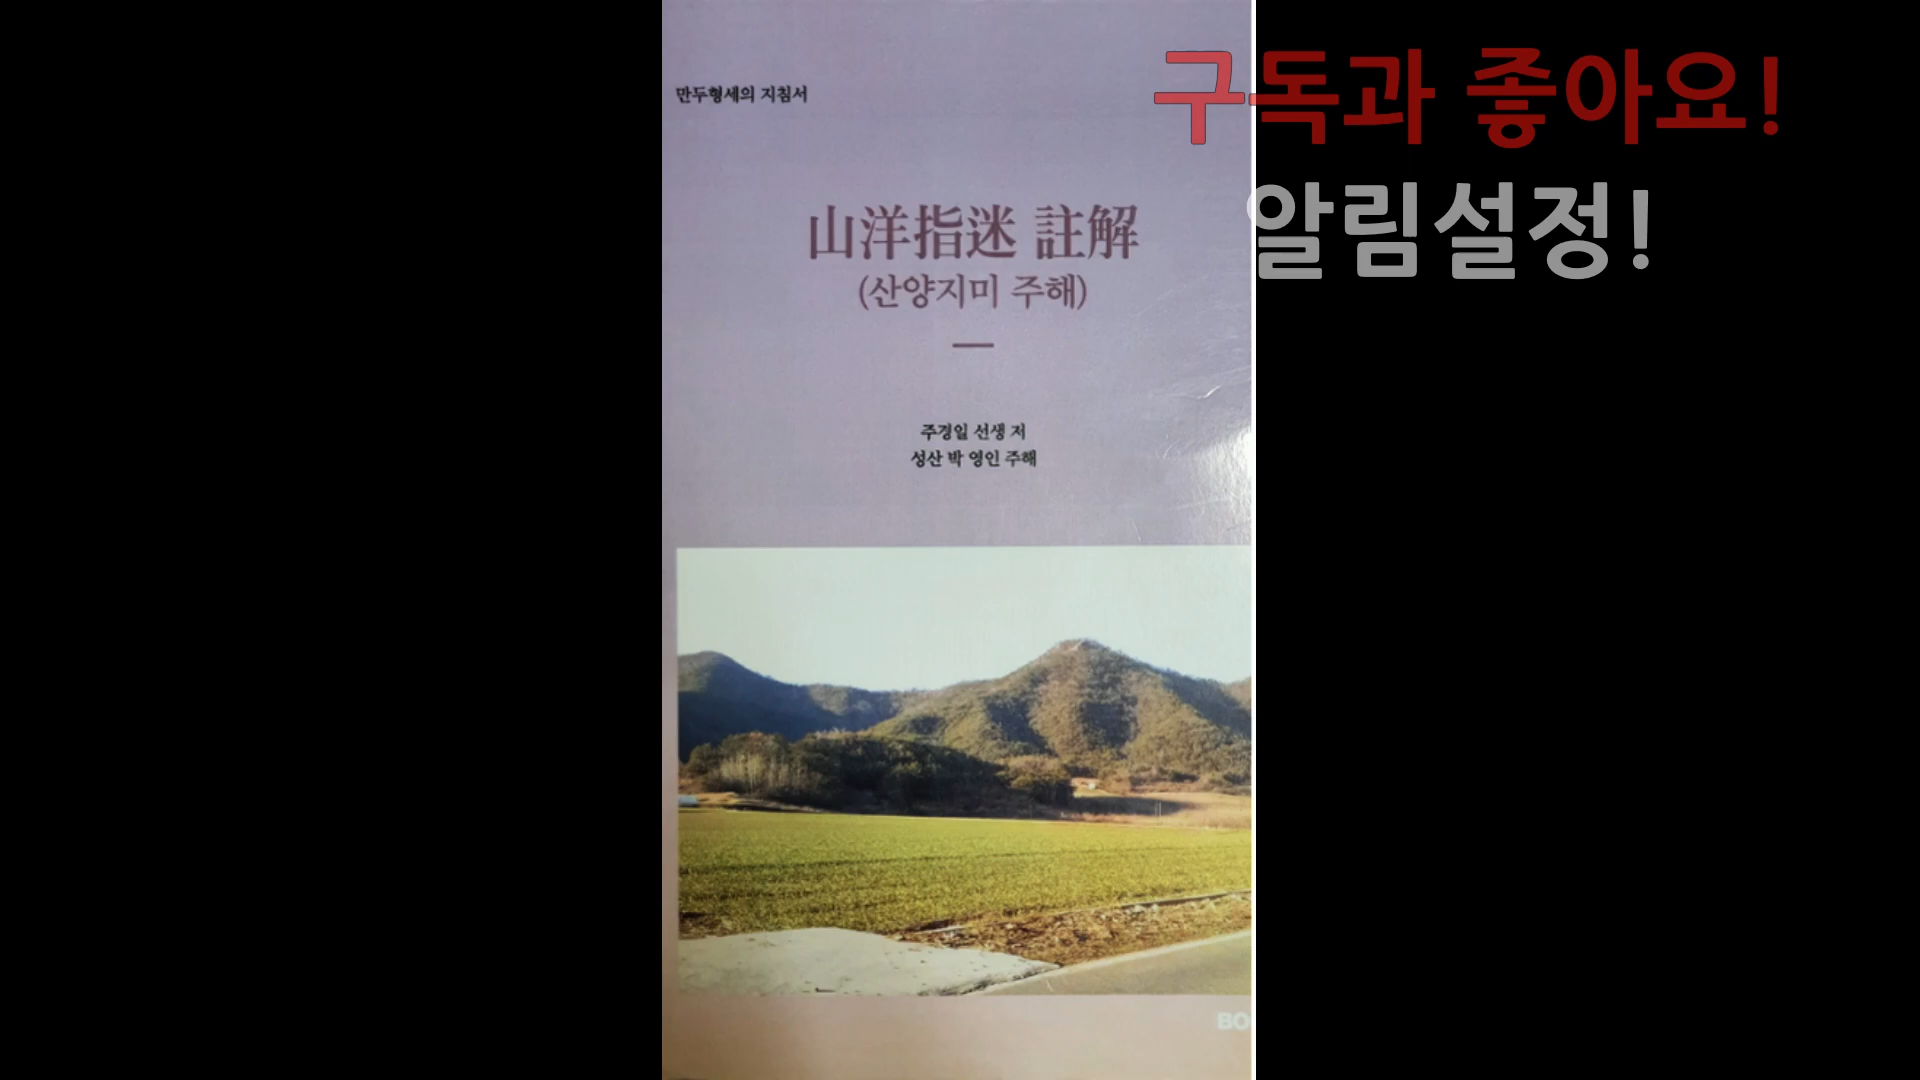 만두형세의 지침서
구독과 좋아요!
알림설정!
山洋指迷 註解
(산양지미 주해)
주경일 선생 저
성산 박 영인 주해
BO